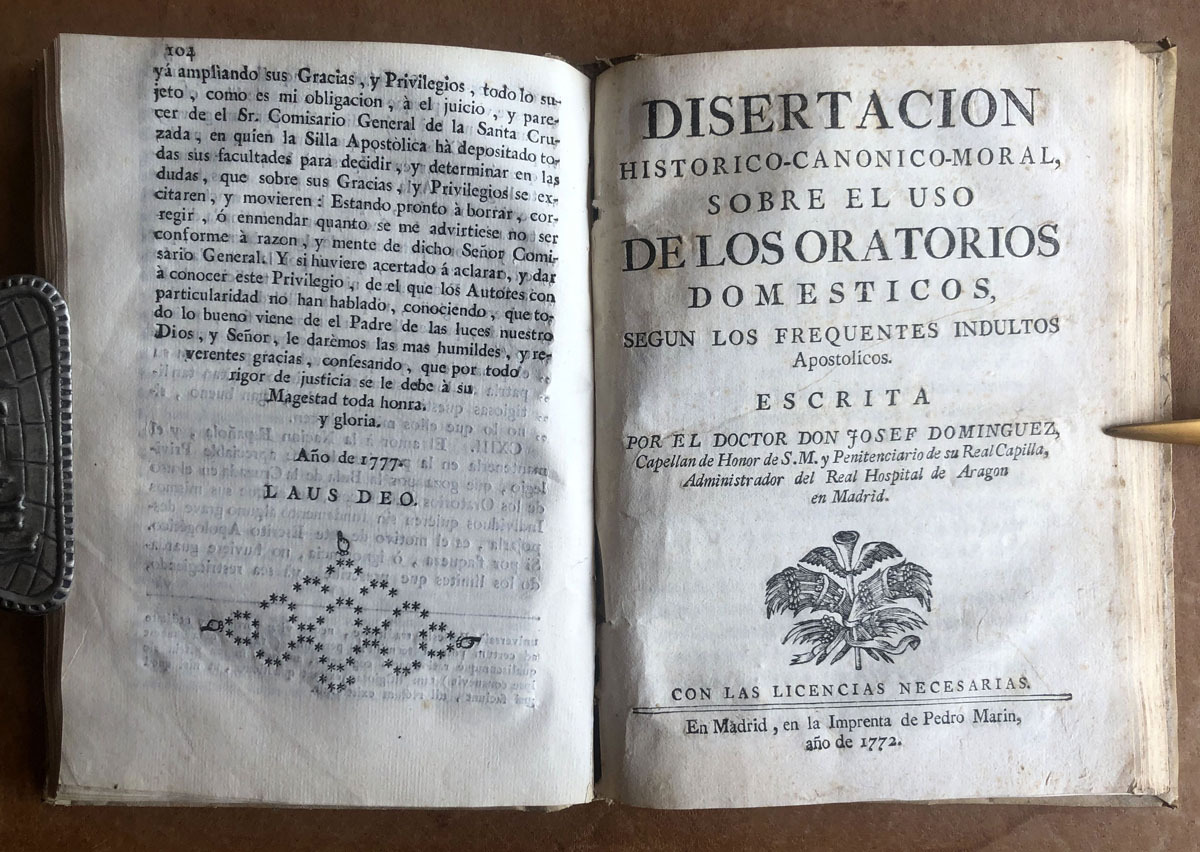 104
yá ampliando sus Gracias, y Privilegios, todo lo su-
jeto, como es mi obligacion, à el juicio, y pare-
cer de el Sr. Comisario General de la Santa Cru-
zada, en quien la Silla Apostòlica hà depositado to-
das sus facultades para decidir, y determinar en las
dudas, que sobre sus Gracias, y Privilegios se ex-
citaren, y movieren: Estando pronto à borrar, cor-
regir, ó enmendar quanto se me advirtiese no ser
conforme à razon, y mente de dicho Señor Comi-
sàrio General. Y si huviere acertado á aclarar, y dar
à conocer este Privilegio, de el que los Autores con
particularidad no han hablado, conociendo, que to-
do lo bueno viene de el Padre de las luces nuestro
Dios, y Señor, le darèmos las mas humildes, y re-
verentes gracias, confesando, que por todo
rigor de justicia se le debe à su
Magestad toda honra,
y gloria.
Año de 1777.
LAUS DEO.
DISERTACION
HISTORICO-CANONICO-MORAL,
SOBRE EL USO
DE LOS ORATORIOS
DOMESTICOS,
SEGUN LOS FREQUENTES INDULTOS
Apostolicos.
ESCRITA
POR EL DOCTOR DON JOSEF DOMINGUEZ,
Capellan de Honor de S.M. y Penitenciario de su Real Capilla,
Administrador del Real Hospital de Aragon
en Madrid.
CON LAS LICENCIAS NECESARIAS.
En Madrid, en la Imprenta de Pedro Marin,
año de 1772.